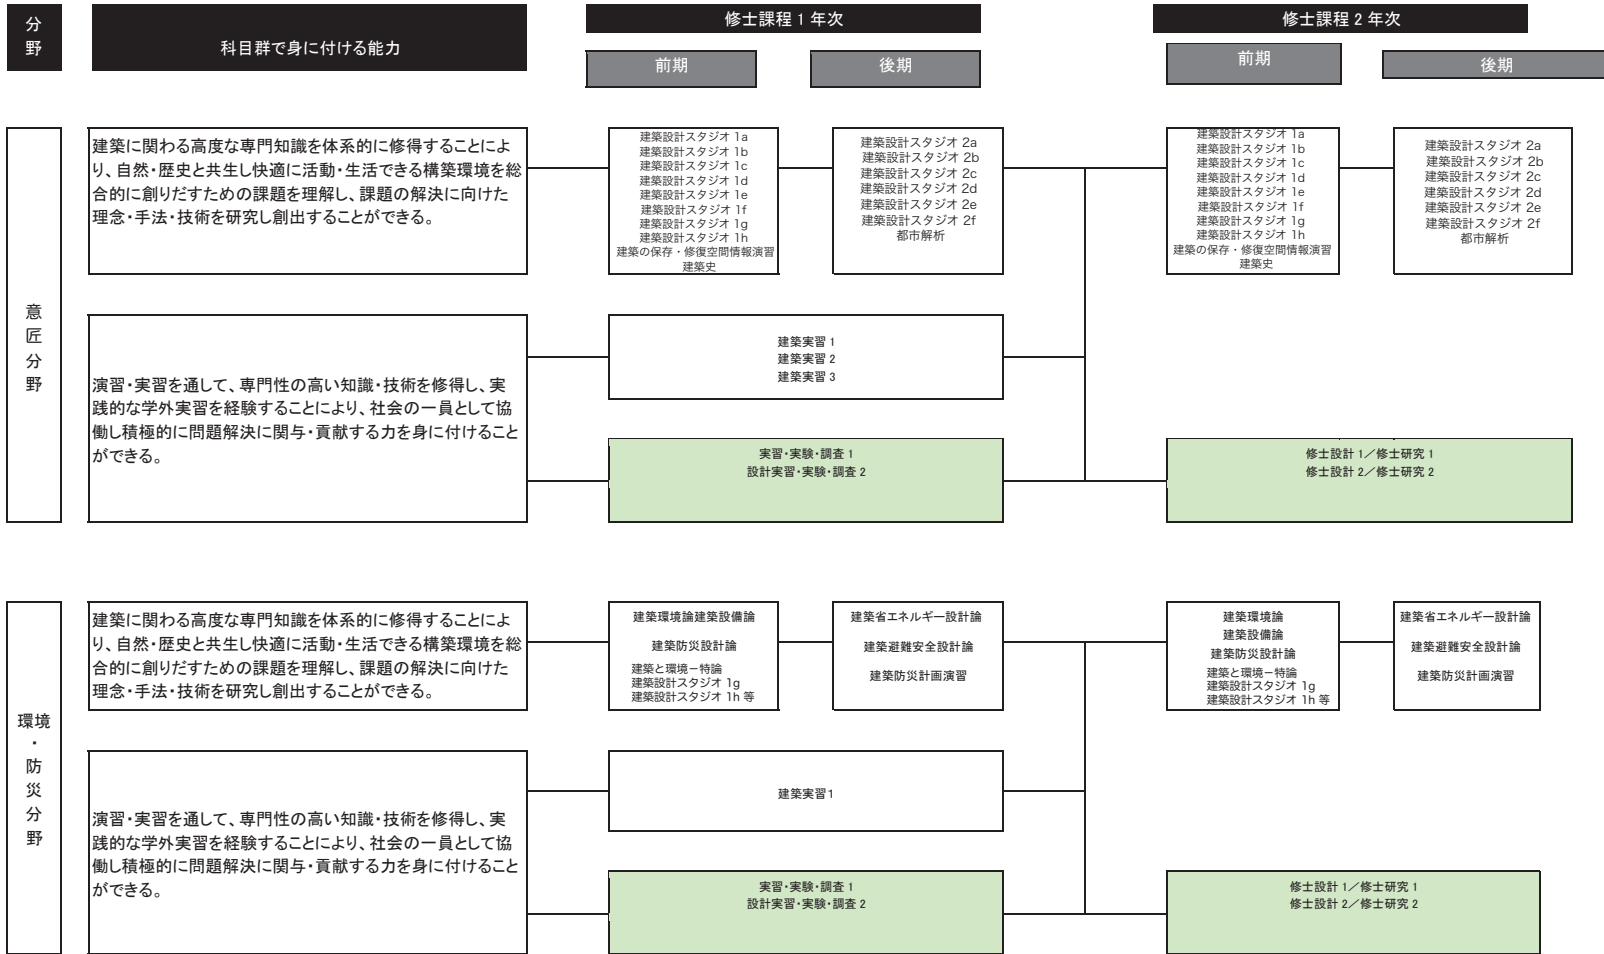 分
野
科目群で身に付ける能力
修士課程 1 年次
修士課程 2 年次
前期
後期
前期
後期
意
匠
分
野
建築に関わる高度な専門知識を体系的に修得することによ
り、自然・歴史と共生し快適に活動・生活できる構築環境を総
合的に創りだすための課題を理解し、課題の解決に向けた
理念・手法・技術を研究し創出することができる。
建築設計スタジオ 1a
建築設計スタジオ 1b
建築設計スタジオ 1c
建築設計スタジオ 1d
建築設計スタジオ 1e
建築設計スタジオ 1f
建築設計スタジオ 1g
建築設計スタジオ 1h
建築の保存・修復空間情報演習
建築史
建築設計スタジオ 2a
建築設計スタジオ 2b
建築設計スタジオ 2c
建築設計スタジオ 2d
建築設計スタジオ 2e
建築設計スタジオ 2f
都市解析
建築設計スタジオ 1a
建築設計スタジオ 1b
建築設計スタジオ 1c
建築設計スタジオ 1d
建築設計スタジオ 1e
建築設計スタジオ 1f
建築設計スタジオ 1g
建築設計スタジオ 1h
建築の保存・修復空間情報演習
建築史
建築設計スタジオ 2a
建築設計スタジオ 2b
建築設計スタジオ 2c
建築設計スタジオ 2d
建築設計スタジオ 2e
建築設計スタジオ 2f
都市解析
演習・実習を通して、専門性の高い知識・技術を修得し、実
践的な学外実習を経験することにより、社会の一員として協
働し積極的に問題解決に関与・貢献する力を身に付けること
ができる。
建築実習 1
建築実習 2
建築実習 3
実習・実験・調査 1
設計実習・実験・調査 2
修士設計 1／修士研究 1
修士設計 2／修士研究 2
環境
・
防
災
分
野
建築に関わる高度な専門知識を体系的に修得することによ
り、自然・歴史と共生し快適に活動・生活できる構築環境を総
合的に創りだすための課題を理解し、課題の解決に向けた
理念・手法・技術を研究し創出することができる。
建築環境論建築設備論
建築防災設計論
建築と環境－特論
建築設計スタジオ 1g
建築設計スタジオ 1h 等
建築省エネルギー設計論
建築避難安全設計論
建築防災計画演習
建築環境論
建築設備論
建築防災設計論
建築と環境－特論
建築設計スタジオ 1g
建築設計スタジオ 1h 等
建築省エネルギー設計論
建築避難安全設計論
建築防災計画演習
演習・実習を通して、専門性の高い知識・技術を修得し、実
践的な学外実習を経験することにより、社会の一員として協
働し積極的に問題解決に関与・貢献する力を身に付けること
ができる。
建築実習1
実習・実験・調査 1
設計実習・実験・調査 2
修士設計 1／修士研究 1
修士設計 2／修士研究 2